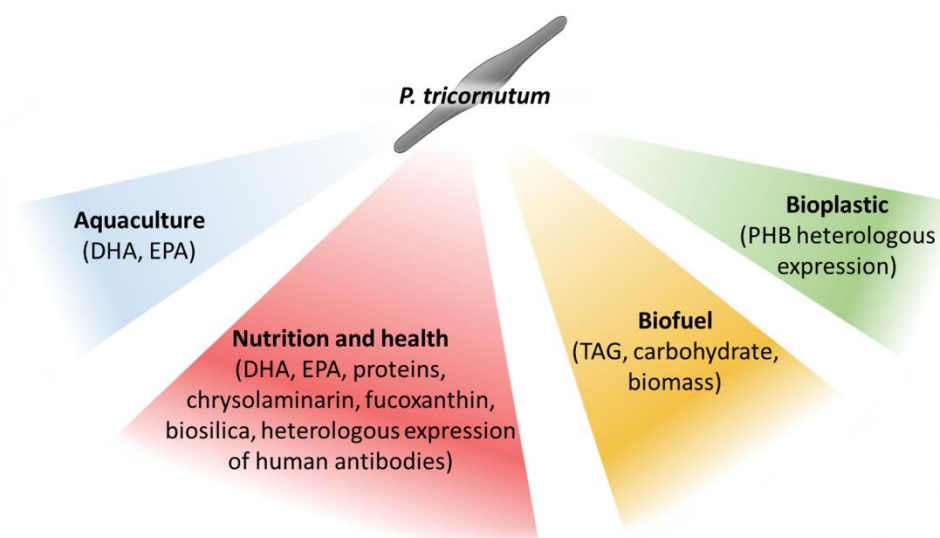 P. tricornutum
Aquaculture
(DHA, EPA)
Nutrition and health
(DHA, EPA, proteins,
chrysolaminarin, fucoxanthin,
biosilica, heterologous expression
of human antibodies)
Biofuel
(TAG, carbohydrate,
biomass)
Bioplastic
(PHB heterologous
expression)